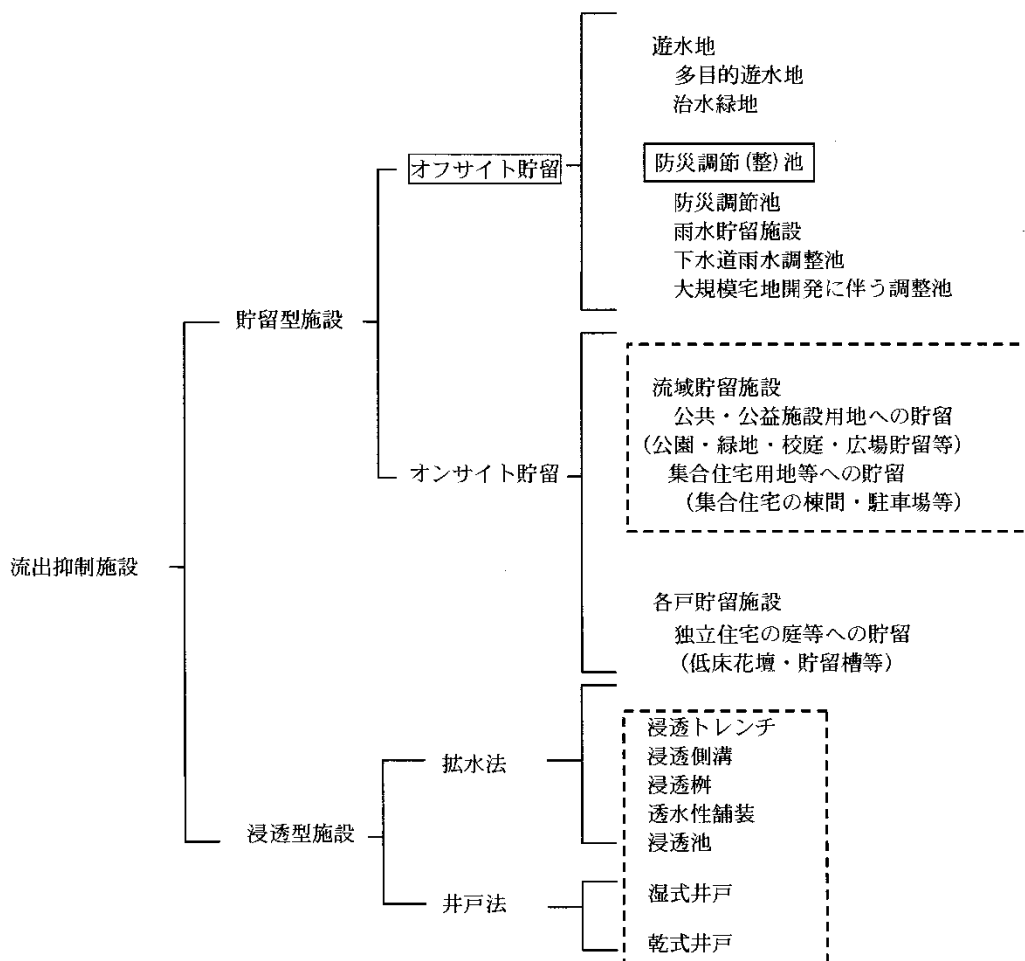 遊水地
多目的遊水地
治水緑地
オフサイト貯留
防災調節(整)池
防災調節池
雨水貯留施設
下水道雨水調整池
大規模宅地開発に伴う調整池
貯留型施設
流域貯留施設
公共・公益施設用地への貯留
(公園・緑地・校庭・広場貯留等)
オンサイト貯留
集合住宅用地等への貯留
(集合住宅の棟間・駐車場等)
流出抑制施設
各戸貯留施設
独立住宅の庭等への貯留
(低床花壇・貯留槽等)
浸透トレンチ
拡水法
浸透側溝
浸透桝
透水性舗装
浸透型施設
浸透池
井戸法
湿式井戸
乾式井戸